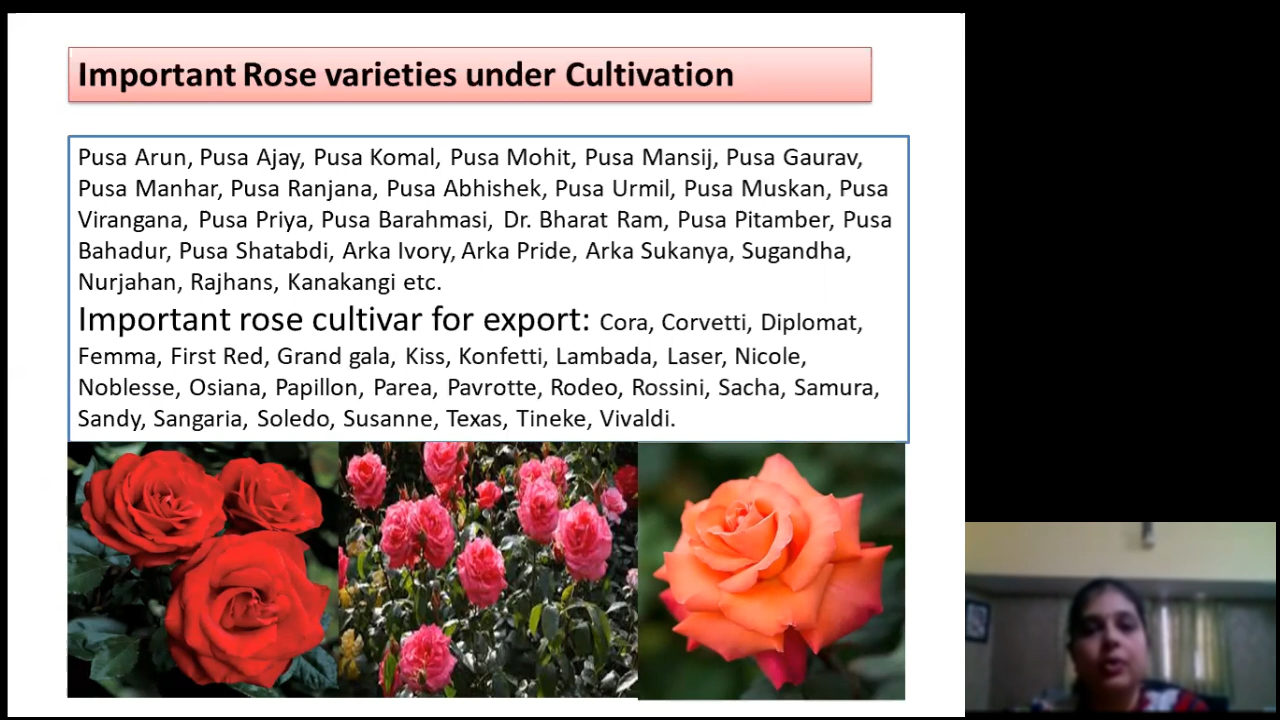 Important Rose varieties under Cultivation
Pusa Arun, Pusa Ajay, Pusa Komal, Pusa Mohit, Pusa Mansij, Pusa Gaurav,
Pusa Manhar, Pusa Ranjana, Pusa Abhishek, Pusa Urmil, Pusa Muskan, Pusa
Virangana, Pusa Priya, Pusa Barahmasi, Dr. Bharat Ram, Pusa Pitamber, Pusa
Bahadur, Pusa Shatabdi, Arka Ivory, Arka Pride, Arka Sukanya, Sugandha,
Nurjahan, Rajhans, Kanakangi etc.
Important rose cultivar for export: Cora, Corvetti, Diplomat,
Femma, First Red, Grand gala, Kiss, Konfetti, Lambada, Laser, Nicole,
Noblesse, Osiana, Papillon, Parea, Pavrotte, Rodeo, Rossini, Sacha, Samura,
Sandy, Sangaria, Soledo, Susanne, Texas, Tineke, Vivaldi.